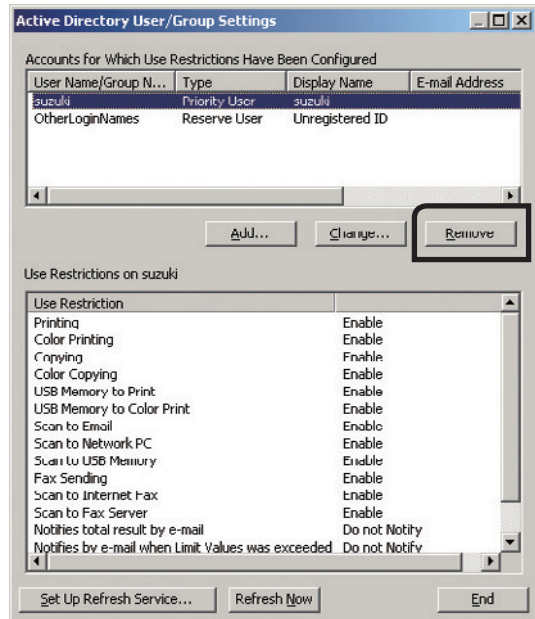 Active Directory User/Group Settings
Accounts for Which Use Restrictions Have Been Configured
User Name/Group N... Type Display Name E-mail Address
suzuki Priority User suzuki
OtherLoginNames Reserve User Unregistered ID
Add... Change... Remove
Use Restrictions on suzuki
Use Restriction
Printing Enable
Color Printing Enable
Copying Enable
Color Copying Enable
USB Memory to Print Enable
USB Memory to Color Print Enable
Scan to Email Enable
Scan to Network PC Enable
Scan to USB Memory Enable
Fax Sending Enable
Scan to Internet Fax Enable
Scan to Fax Server Enable
Notifies total result by e-mail Do not Notify
Notifies by e-mail when Limit Values was exceeded Do not Notify
Set Up Refresh Service... Refresh Now End